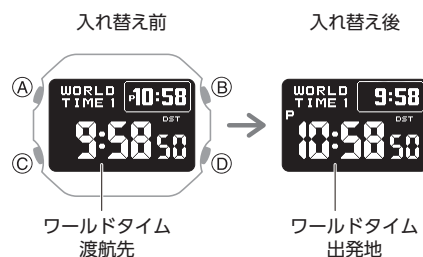 入れ替え前
入れ替え後
Ⓐ
Ⓑ
Ⓒ
Ⓓ
WORLD
TIME 1
P10:58
DST
9:58 50
WORLD
TIME 1
9:58
DST
P
10:58 50
ワールドタイム
渡航先
ワールドタイム
出発地